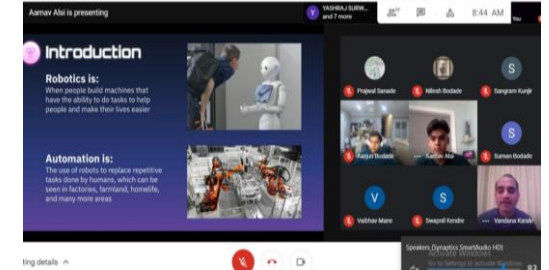 Aamav Alsi is presenting
YASHRAJ SURW...
and 7 more
8:44 AM
You
Introduction
Robotics is:
When people build machines that
have the ability to do tasks to help
people and make their lives easier
Automation is:
The use of robots to replace repetitive
tasks done by humans, which can be
seen in factories, farmland, homelife,
and many more areas
Prajwal Sanade
Nilesh Bodade
S
Sangram Kunjir
Aarjun Bodade
Aamav Alsi
S
Suman Bodade
V
Vaibhav Mane
S
Swapnil Kondre
Vandana Karale
Speakers (Synaptics SmartAudio HD)
Activate Windows
Go to Settings to activate Windows.
83
ting details